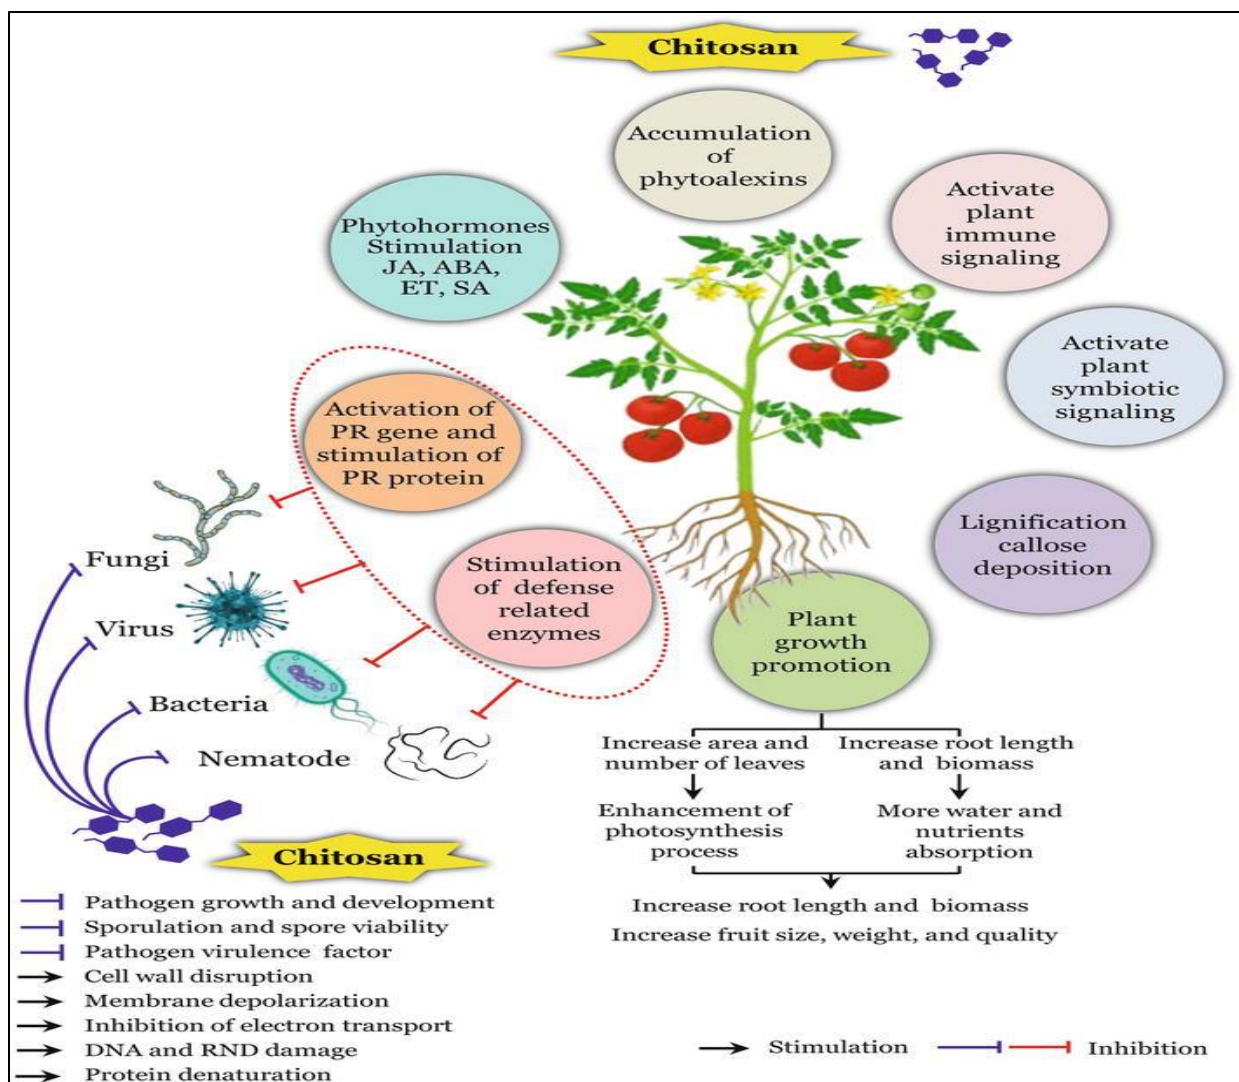 Chitosan
Accumulation
of
phytoalexins
Activate
plant
immune
signaling
Phytohormones
Stimulation
JA, ABA,
ET, SA
Activate
plant
symbiotic
signaling
Activation of
PR gene and
stimulation of
PR protein
Lignification
callose
deposition
Stimulation
of defense
related
enzymes
Plant
growth
promotion
Fungi
Virus
Bacteria
Nematode
Increase area and
number of leaves
Increase root length
and biomass
Enhancement of
photosynthesis
process
More water and
nutrients
absorption
Increase root length and biomass
Increase fruit size, weight, and quality
Chitosan
Pathogen growth and development
Sporulation and spore viability
Pathogen virulence factor
Cell wall disruption
Membrane depolarization
Inhibition of electron transport
DNA and RND damage
Protein denaturation
Stimulation
Inhibition